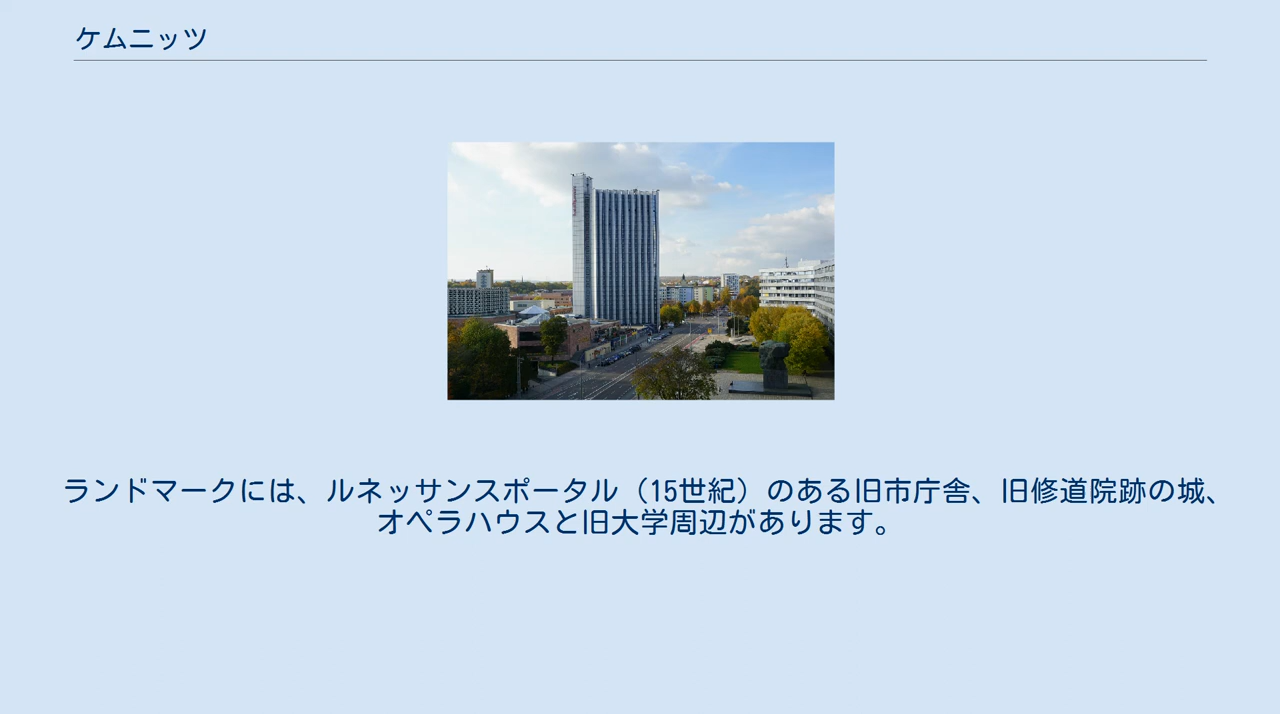 ケムニッツ
ランドマークには、ルネッサンスポータル（15世紀）のある旧市庁舎、旧修道院跡の城、
オペラハウスと旧大学周辺があります。